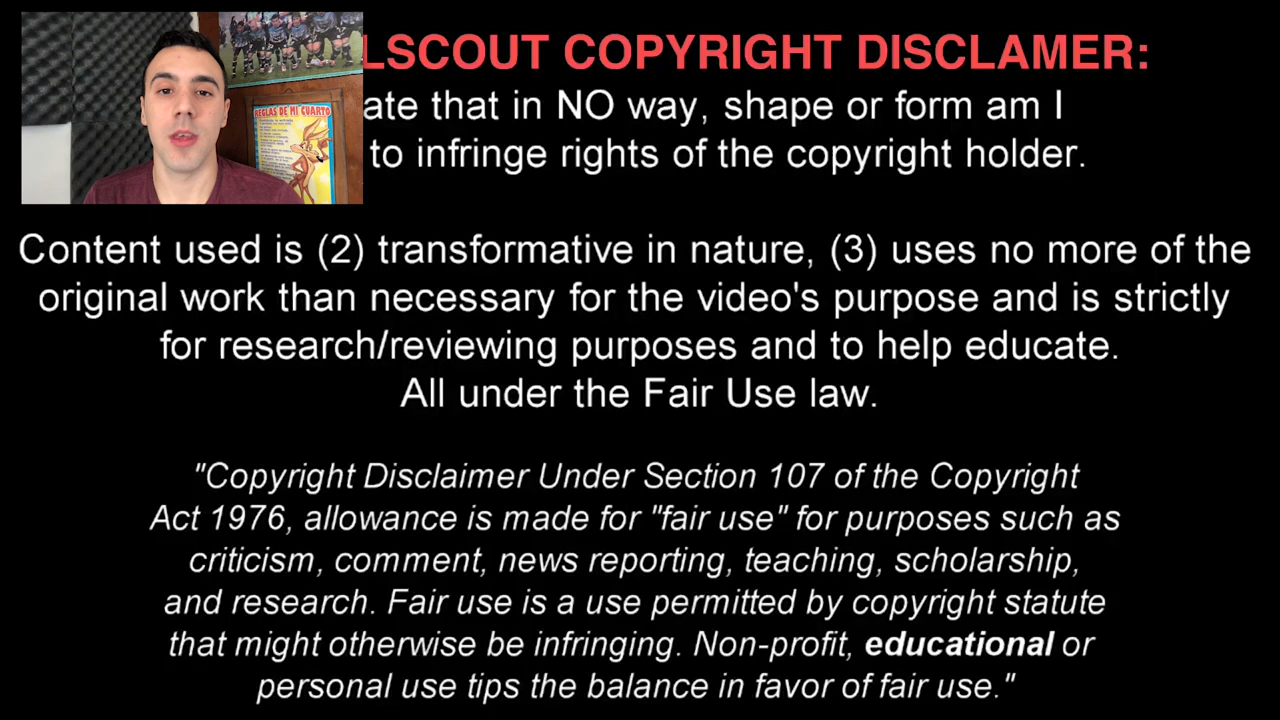 LSCOUT COPYRIGHT DISCLAMER:
ate that in NO way, shape or form am I
to infringe rights of the copyright holder.
REGLAS DE MI CUARTO
Content used is (2) transformative in nature, (3) uses no more of the
original work than necessary for the video's purpose and is strictly
for research/reviewing purposes and to help educate.
All under the Fair Use law.
"Copyright Disclaimer Under Section 107 of the Copyright
Act 1976, allowance is made for "fair use" for purposes such as
criticism, comment, news reporting, teaching, scholarship,
and research. Fair use is a use permitted by copyright statute
that might otherwise be infringing. Non-profit, educational or
personal use tips the balance in favor of fair use."